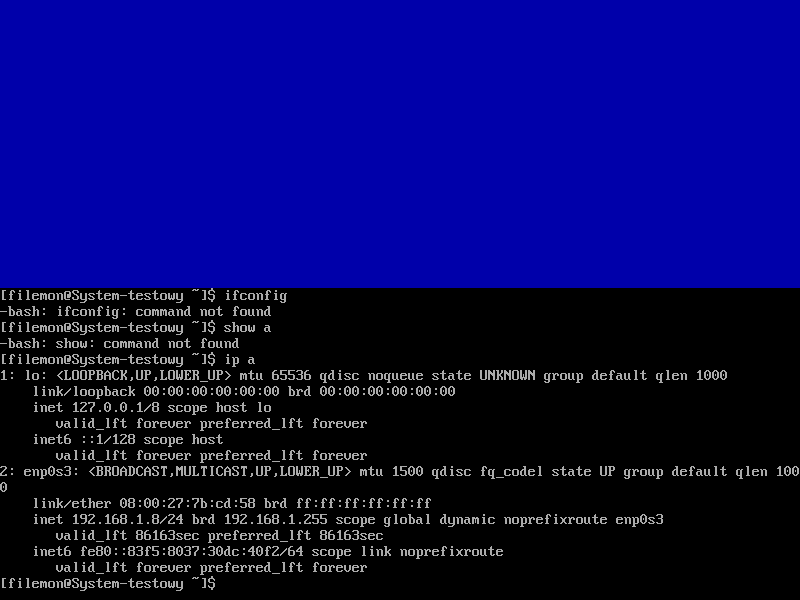 [filemon@System-testowy ~]$ ifconfig
-bash: ifconfig: command not found
[filemon@System-testowy ~]$ show a
-bash: show: command not found
[filemon@System-testowy ~]$ ip a
1: lo: <LOOPBACK,UP,LOWER_UP> mtu 65536 qdisc noqueue state UNKNOWN group default qlen 1000
    link/loopback 00:00:00:00:00:00 brd 00:00:00:00:00:00
    inet 127.0.0.1/8 scope host lo
       valid_lft forever preferred_lft forever
    inet6 ::1/128 scope host
       valid_lft forever preferred_lft forever
2: enp0s3: <BROADCAST,MULTICAST,UP,LOWER_UP> mtu 1500 qdisc fq_codel state UP group default qlen 100
0
    link/ether 08:00:27:7b:cd:58 brd ff:ff:ff:ff:ff:ff
    inet 192.168.1.8/24 brd 192.168.1.255 scope global dynamic noprefixroute enp0s3
       valid_lft 86163sec preferred_lft 86163sec
    inet6 fe80::83f5:8037:30dc:40f2/64 scope link noprefixroute
       valid_lft forever preferred_lft forever
[filemon@System-testowy ~]$